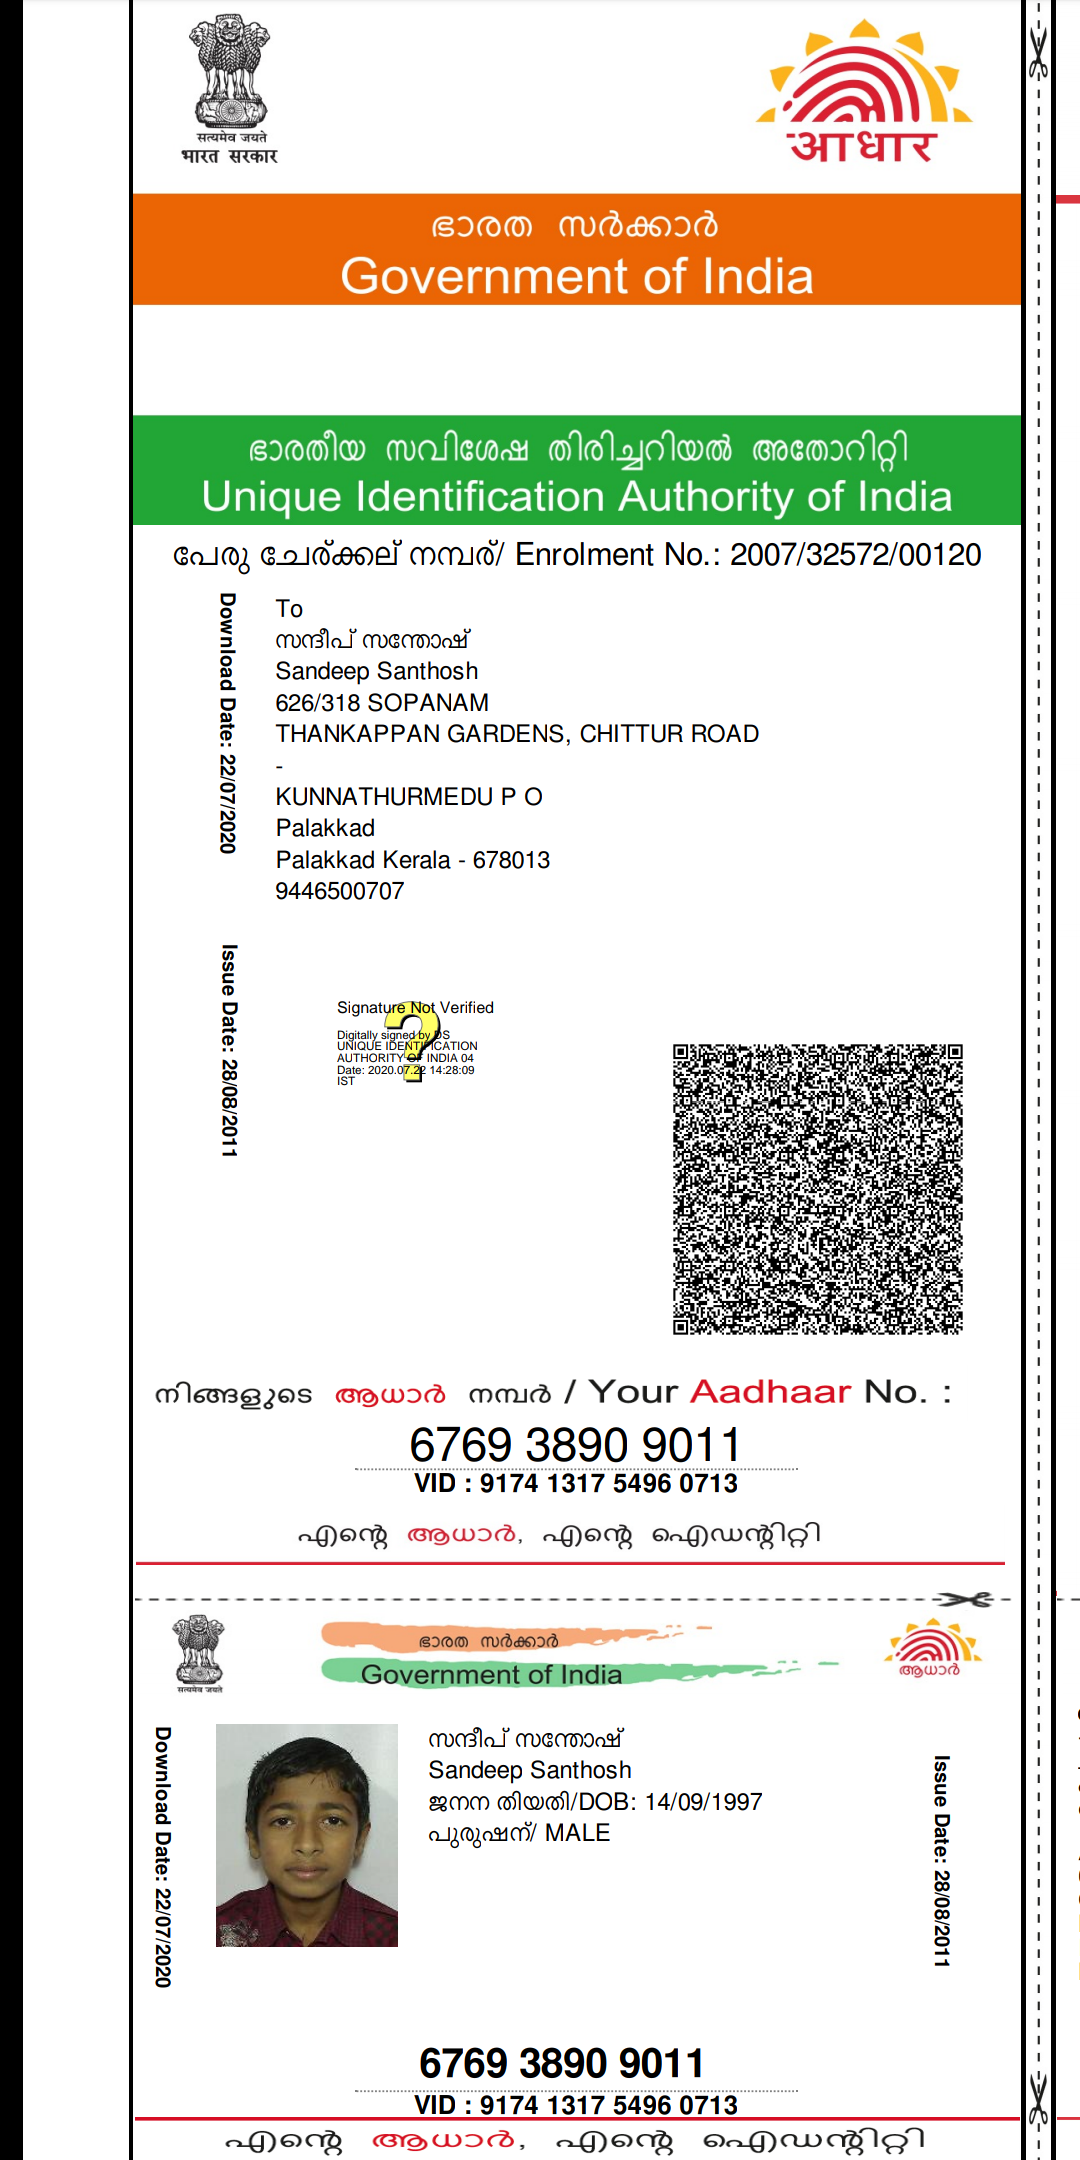 सत्यमेव जयते
भारत सरकार
आधार
ഭാരത സർക്കാർ
Government of India
ഭാരതീയ സവിശേഷ തിരിച്ചറിയൽ അതോറിറ്റി
Unique Identification Authority of India
പേരു ചേര്ക്കല് നമ്പര്/ Enrolment No.: 2007/32572/00120
Download Date: 22/07/2020
To
സന്ദീപ് സന്തോഷ്
Sandeep Santhosh
626/318 SOPANAM
THANKAPPAN GARDENS, CHITTUR ROAD
-
KUNNATHURMEDU P O
Palakkad
Palakkad Kerala - 678013
9446500707
Issue Date: 28/08/2011
Signature Not Verified
Digitally signed by DS
UNIQUE IDENTIFICATION
AUTHORITY OF INDIA 04
Date: 2020.07.22 14:28:09
IST
നിങ്ങളുടെ ആധാർ നമ്പർ / Your Aadhaar No. :
6769 3890 9011
VID : 9174 1317 5496 0713
എന്റെ ആധാർ, എന്റെ ഐഡന്റിറ്റി
सत्यमेव जयते
ഭാരത സർക്കാർ
Government of India
ആധാർ
Download Date: 22/07/2020
സന്ദീപ് സന്തോഷ്
Sandeep Santhosh
ജനന തിയതി/DOB: 14/09/1997
പുരുഷന്/ MALE
Issue Date: 28/08/2011
6769 3890 9011
VID : 9174 1317 5496 0713
എന്റെ ആധാർ, എന്റെ ഐഡന്റിറ്റി